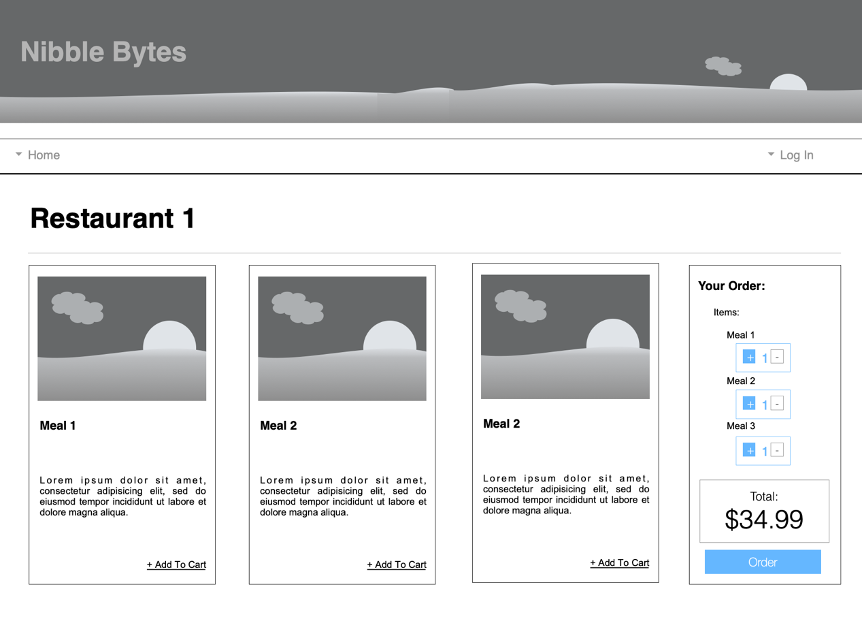 Nibble Bytes
Home
Log In
Restaurant 1
Meal 1
Lorem ipsum dolor sit amet,
consectetur adipisicing elit, sed do
eiusmod tempor incididunt ut labore et
dolore magna aliqua.
+ Add To Cart
Meal 2
Lorem ipsum dolor sit amet,
consectetur adipisicing elit, sed do
eiusmod tempor incididunt ut labore et
dolore magna aliqua.
+ Add To Cart
Meal 2
Lorem ipsum dolor sit amet,
consectetur adipisicing elit, sed do
eiusmod tempor incididunt ut labore et
dolore magna aliqua.
+ Add To Cart
Your Order:
Items:
Meal 1
+ 1 -
Meal 2
+ 1 -
Meal 3
+ 1 -
Total:
$34.99
Order